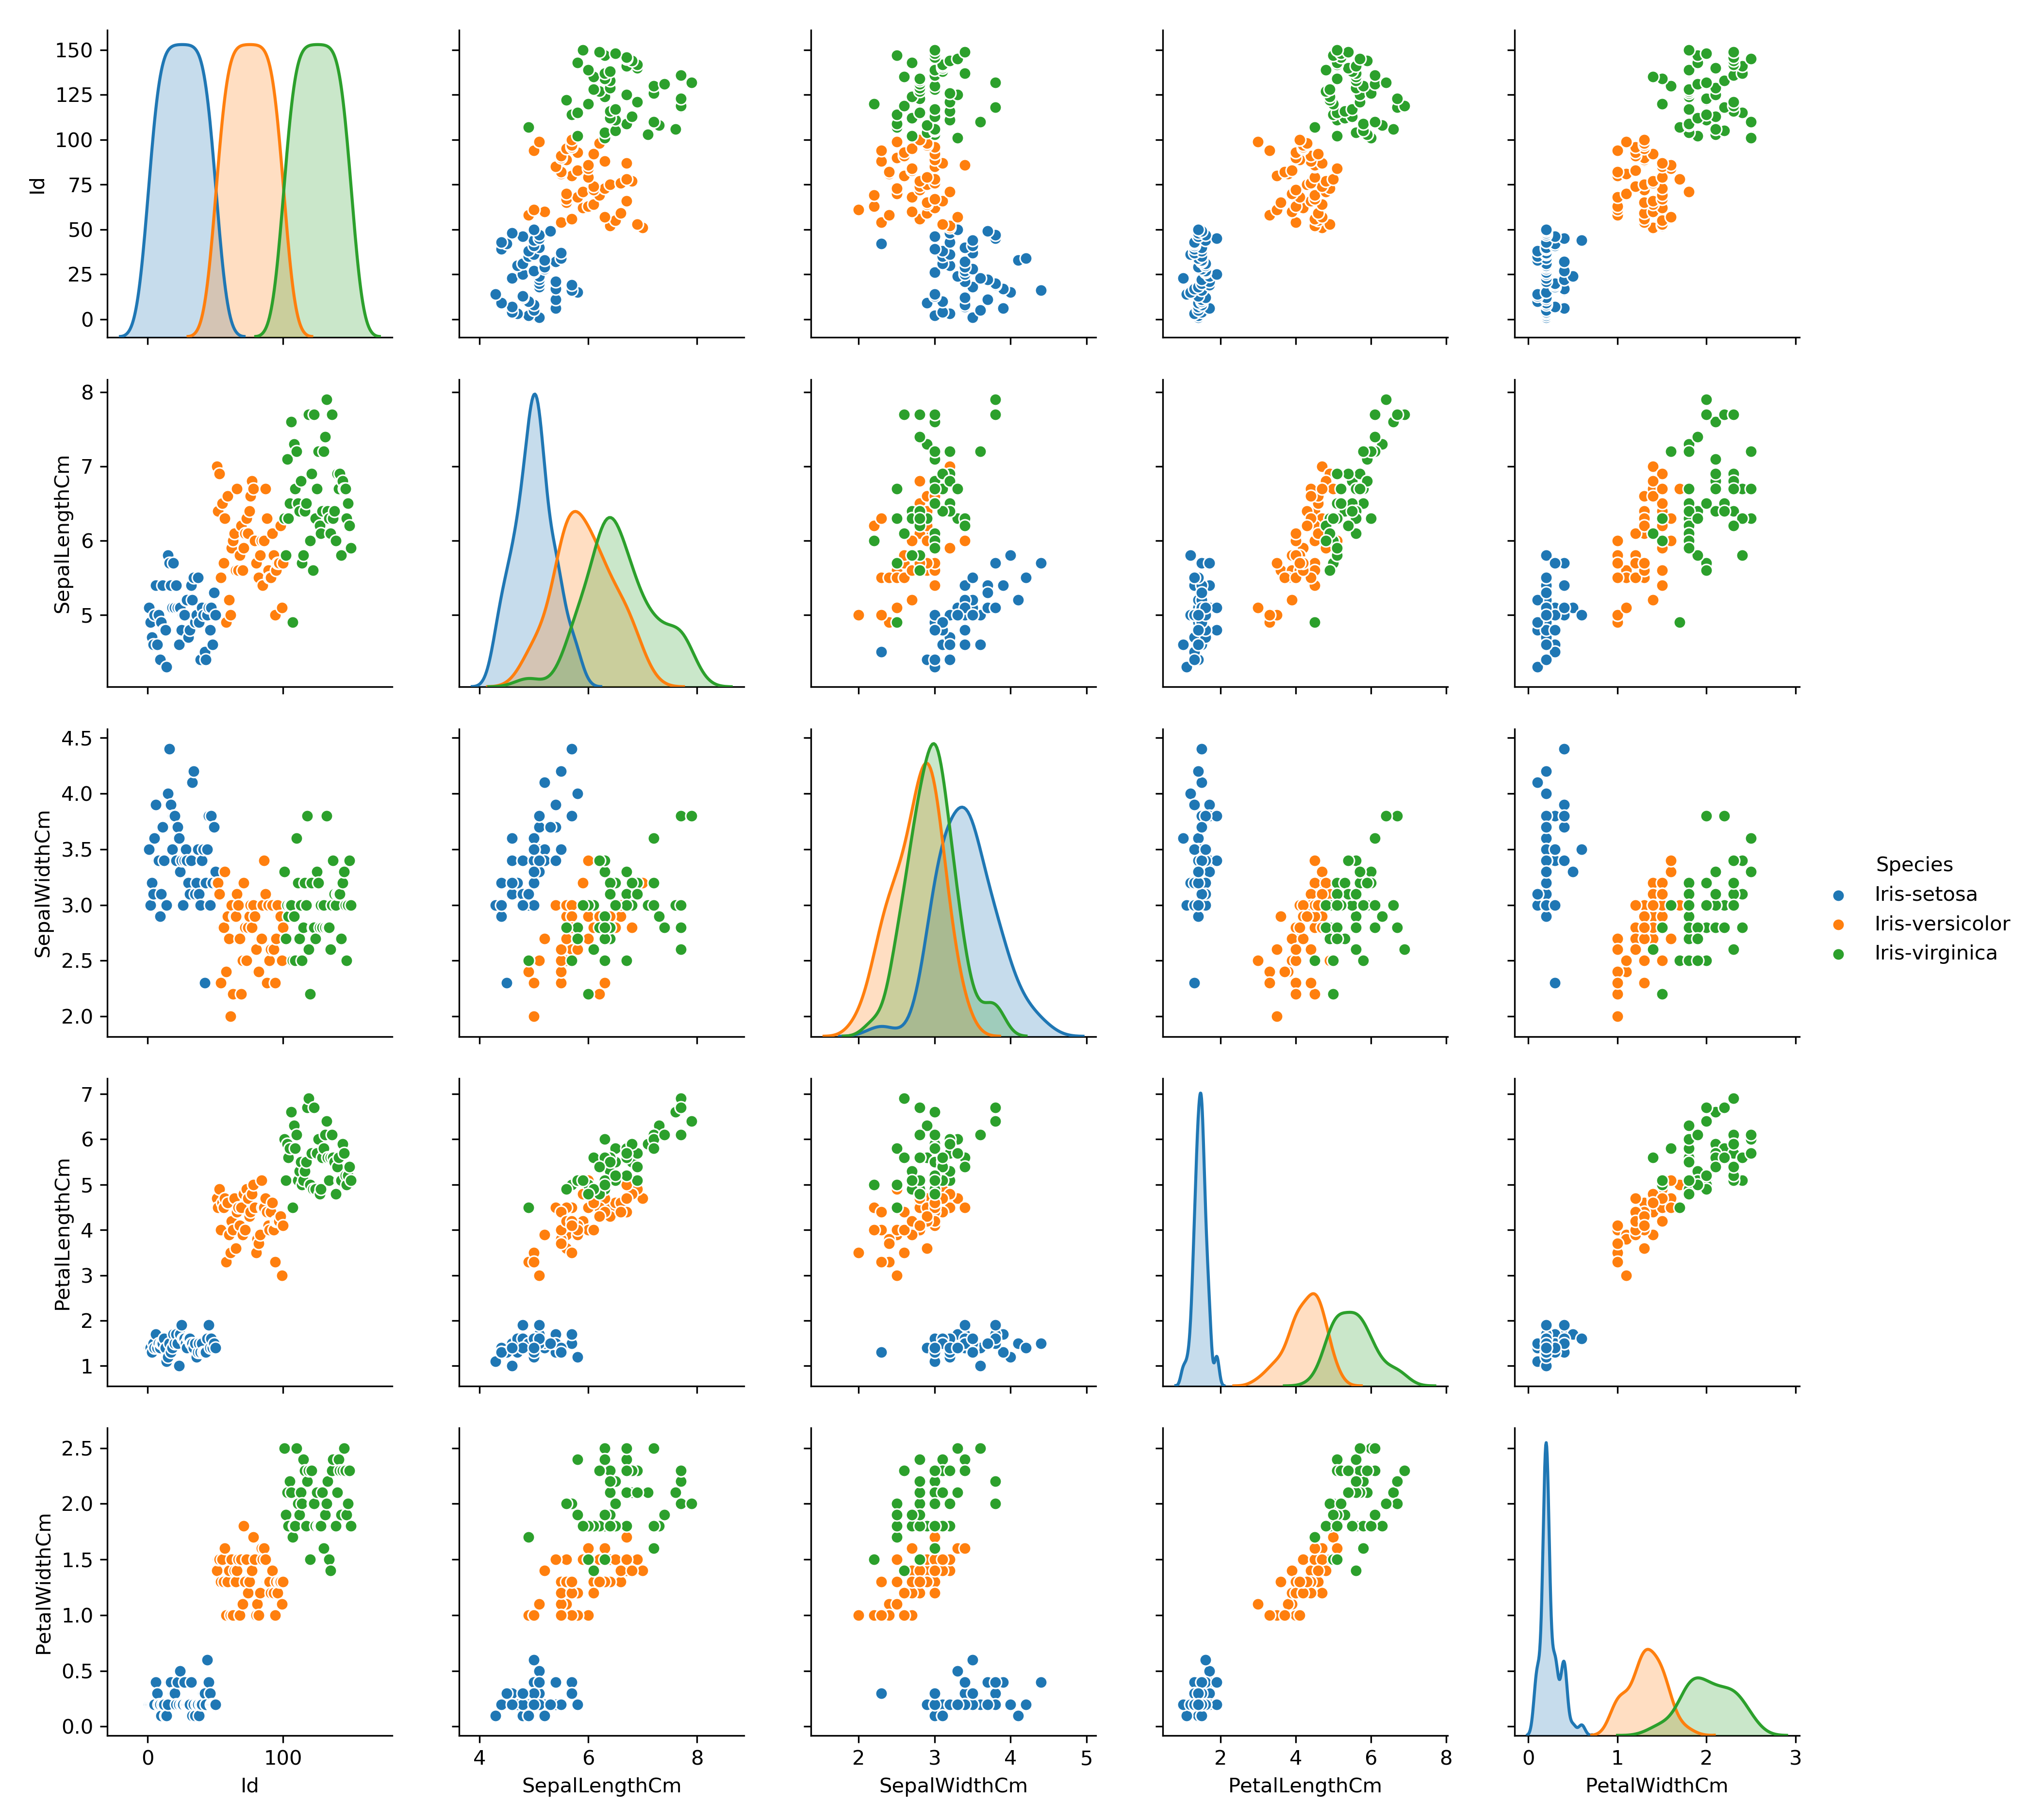 150
125
100
75
50
25
0
Id
8
7
6
5
SepalLengthCm
4.5
4.0
3.5
3.0
2.5
2.0
SepalWidthCm
Species
Iris-setosa
Iris-versicolor
Iris-virginica
7
6
5
4
3
2
1
PetalLengthCm
2.5
2.0
1.5
1.0
0.5
0.0
PetalWidthCm
0 100
4 6 8
2 3 4 5
2 4 6 8
0 1 2 3
Id
SepalLengthCm
SepalWidthCm
PetalLengthCm
PetalWidthCm